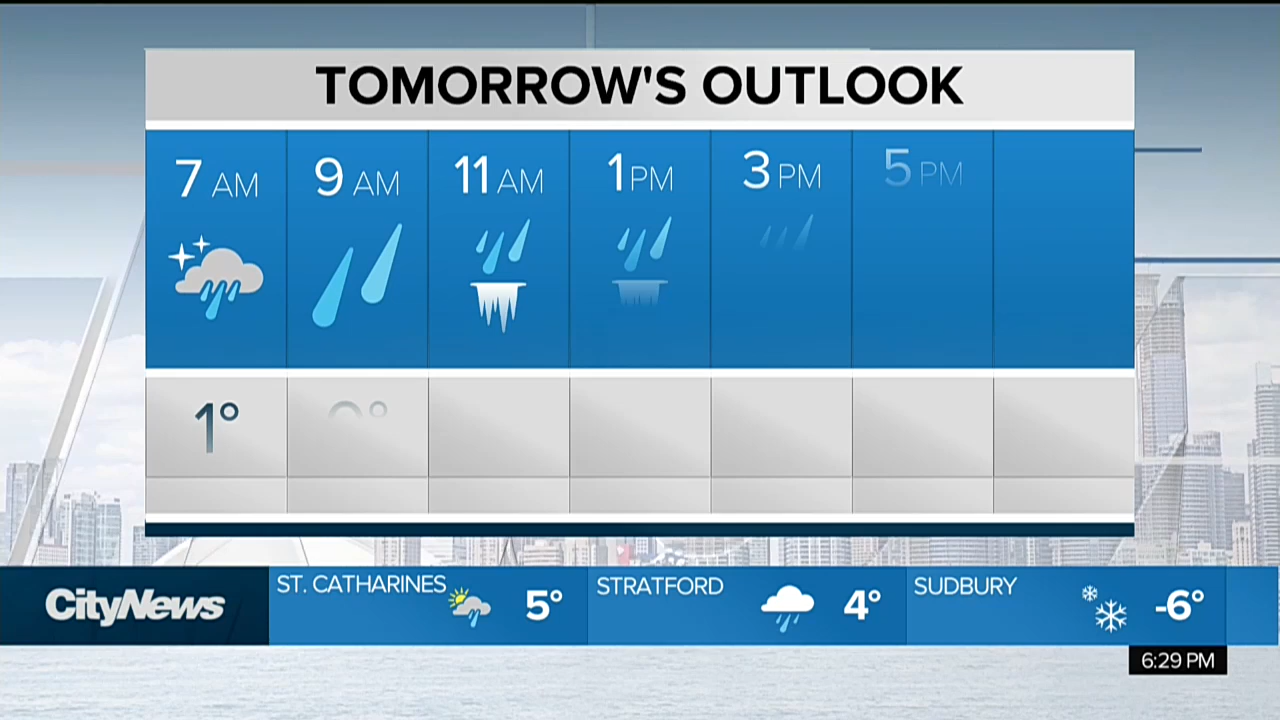 TOMORROW'S OUTLOOK
7 AM 9 AM 11 AM 1 PM 3 PM 5 PM
1°
CityNews ST. CATHARINES 5° STRATFORD 4° SUDBURY -6°
6:29 PM